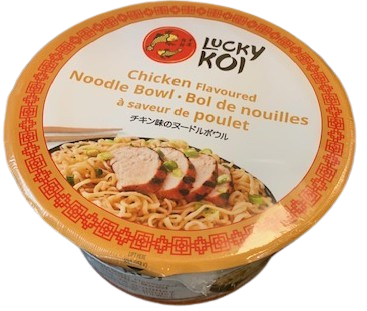 LUCKY
KOI
Chicken Flavoured
Noodle Bowl • Bol de nouilles
à saveur de poulet
チキン味のヌードルボウル